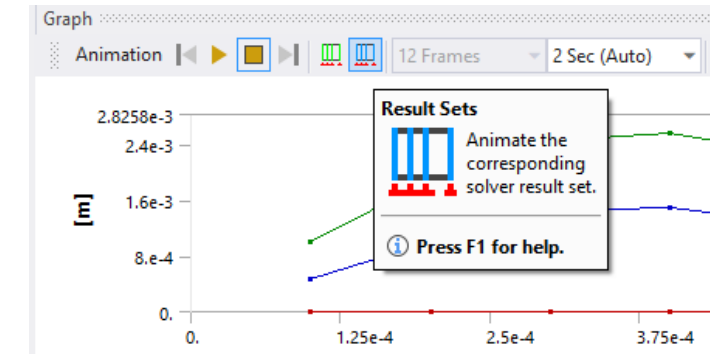 Graph
Animation
12 Frames
2 Sec (Auto)
Result Sets
Animate the
corresponding
solver result set.
Press F1 for help.
2.8258e-3
2.4e-3
1.6e-3
8.e-4
0.
[m]
0.
1.25e-4
2.5e-4
3.75e-4